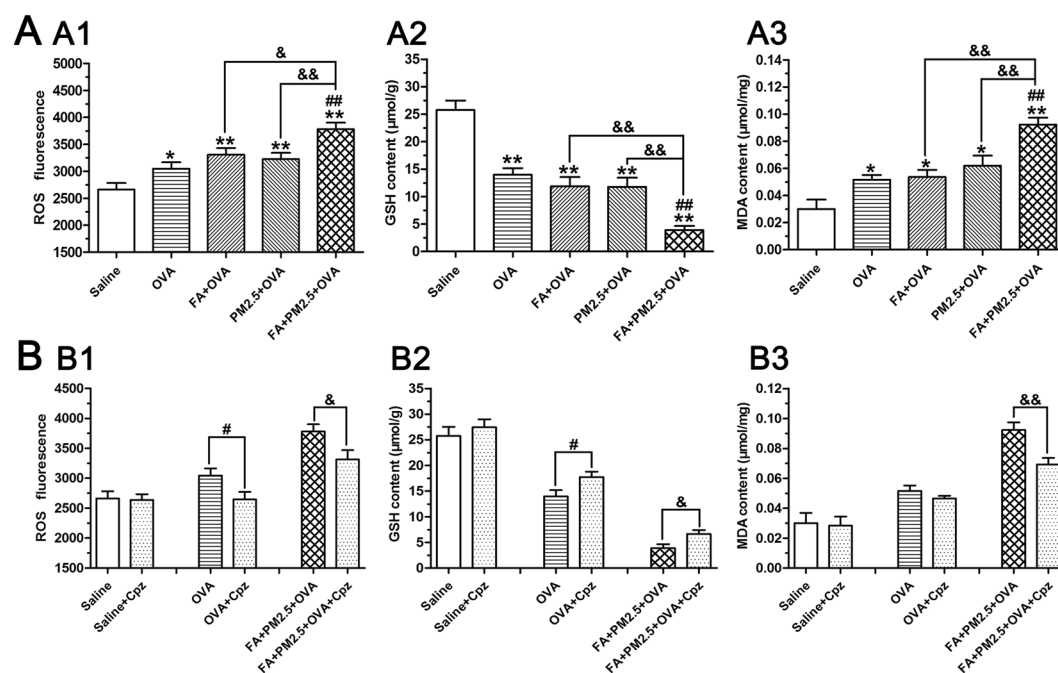 A A1
ROS fluorescence
5000
4500
4000
3500
3000
2500
2000
1500
&
&&
*
**
**
##
**
Saline
OVA
FA+OVA
PM2.5+OVA
FA+PM2.5+OVA
A2
GSH content (μmol/g)
35
30
25
20
15
10
5
0
&&
&&
**
**
**
##
**
Saline
OVA
FA+OVA
PM2.5+OVA
FA+PM2.5+OVA
A3
MDA content (μmol/mg)
0.14
0.12
0.10
0.08
0.06
0.04
0.02
0.00
&&
&&
*
*
*
##
**
Saline
OVA
FA+OVA
PM2.5+OVA
FA+PM2.5+OVA
B B1
ROS fluorescence
4500
4000
3500
3000
2500
2000
1500
#
&
Saline
Saline+Cpz
OVA
OVA+Cpz
FA+PM2.5+OVA
FA+PM2.5+OVA+Cpz
B2
GSH content (μmol/g)
35
30
25
20
15
10
5
0
#
&
Saline
Saline+Cpz
OVA
OVA+Cpz
FA+PM2.5+OVA
FA+PM2.5+OVA+Cpz
B3
MDA content (μmol/mg)
0.12
0.10
0.08
0.06
0.04
0.02
0.00
&&
Saline
Saline+Cpz
OVA
OVA+Cpz
FA+PM2.5+OVA
FA+PM2.5+OVA+Cpz